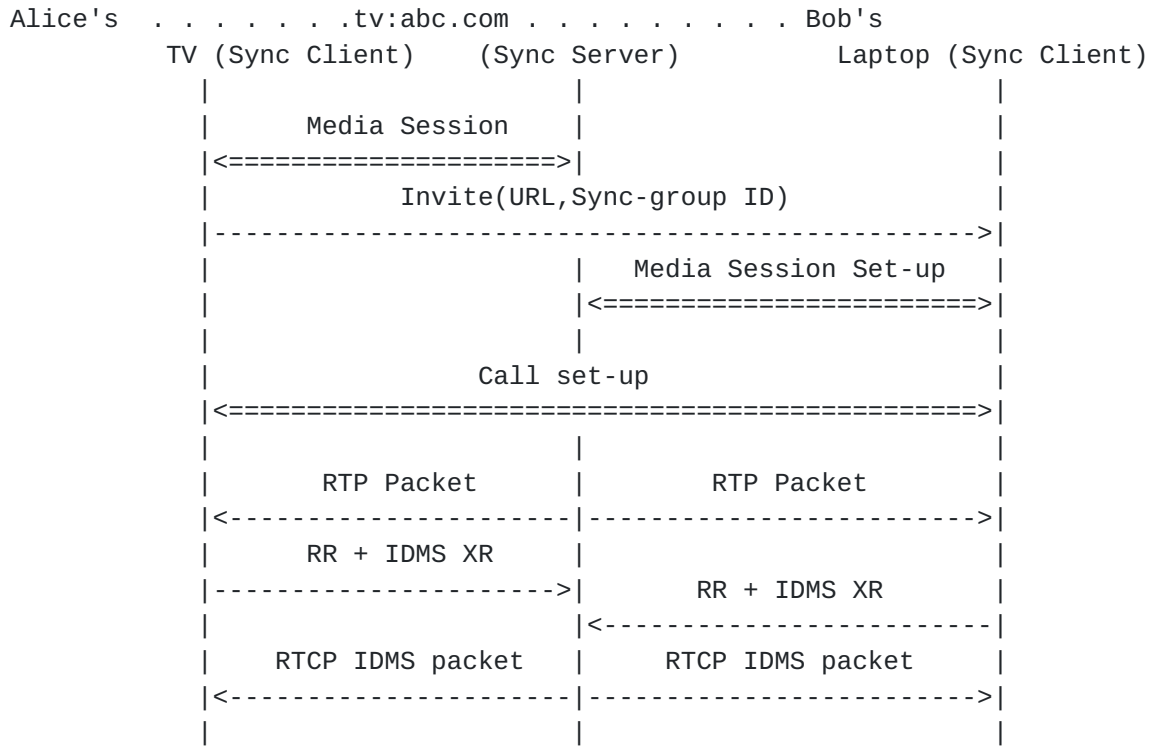 Alice's  . . . . . . .tv:abc.com . . . . . . . . . Bob's
TV (Sync Client)    (Sync Server)          Laptop (Sync Client)
|                       |                          |
|      Media Session    |                          |
|<=====================>|                          |
|            Invite(URL,Sync-group ID)             |
|------------------------------------------------->|
|                       |   Media Session Set-up   |
|                       |<========================>|
|                       |                          |
|                 Call set-up                      |
|<================================================>|
|                       |                          |
|       RTP Packet      |        RTP Packet        |
|<----------------------|------------------------->|
|      RR + IDMS XR     |                          |
|---------------------->|       RR + IDMS XR       |
|                       |<-------------------------|
|    RTCP IDMS packet   |     RTCP IDMS packet     |
|<----------------------|------------------------->|
|                       |                          |